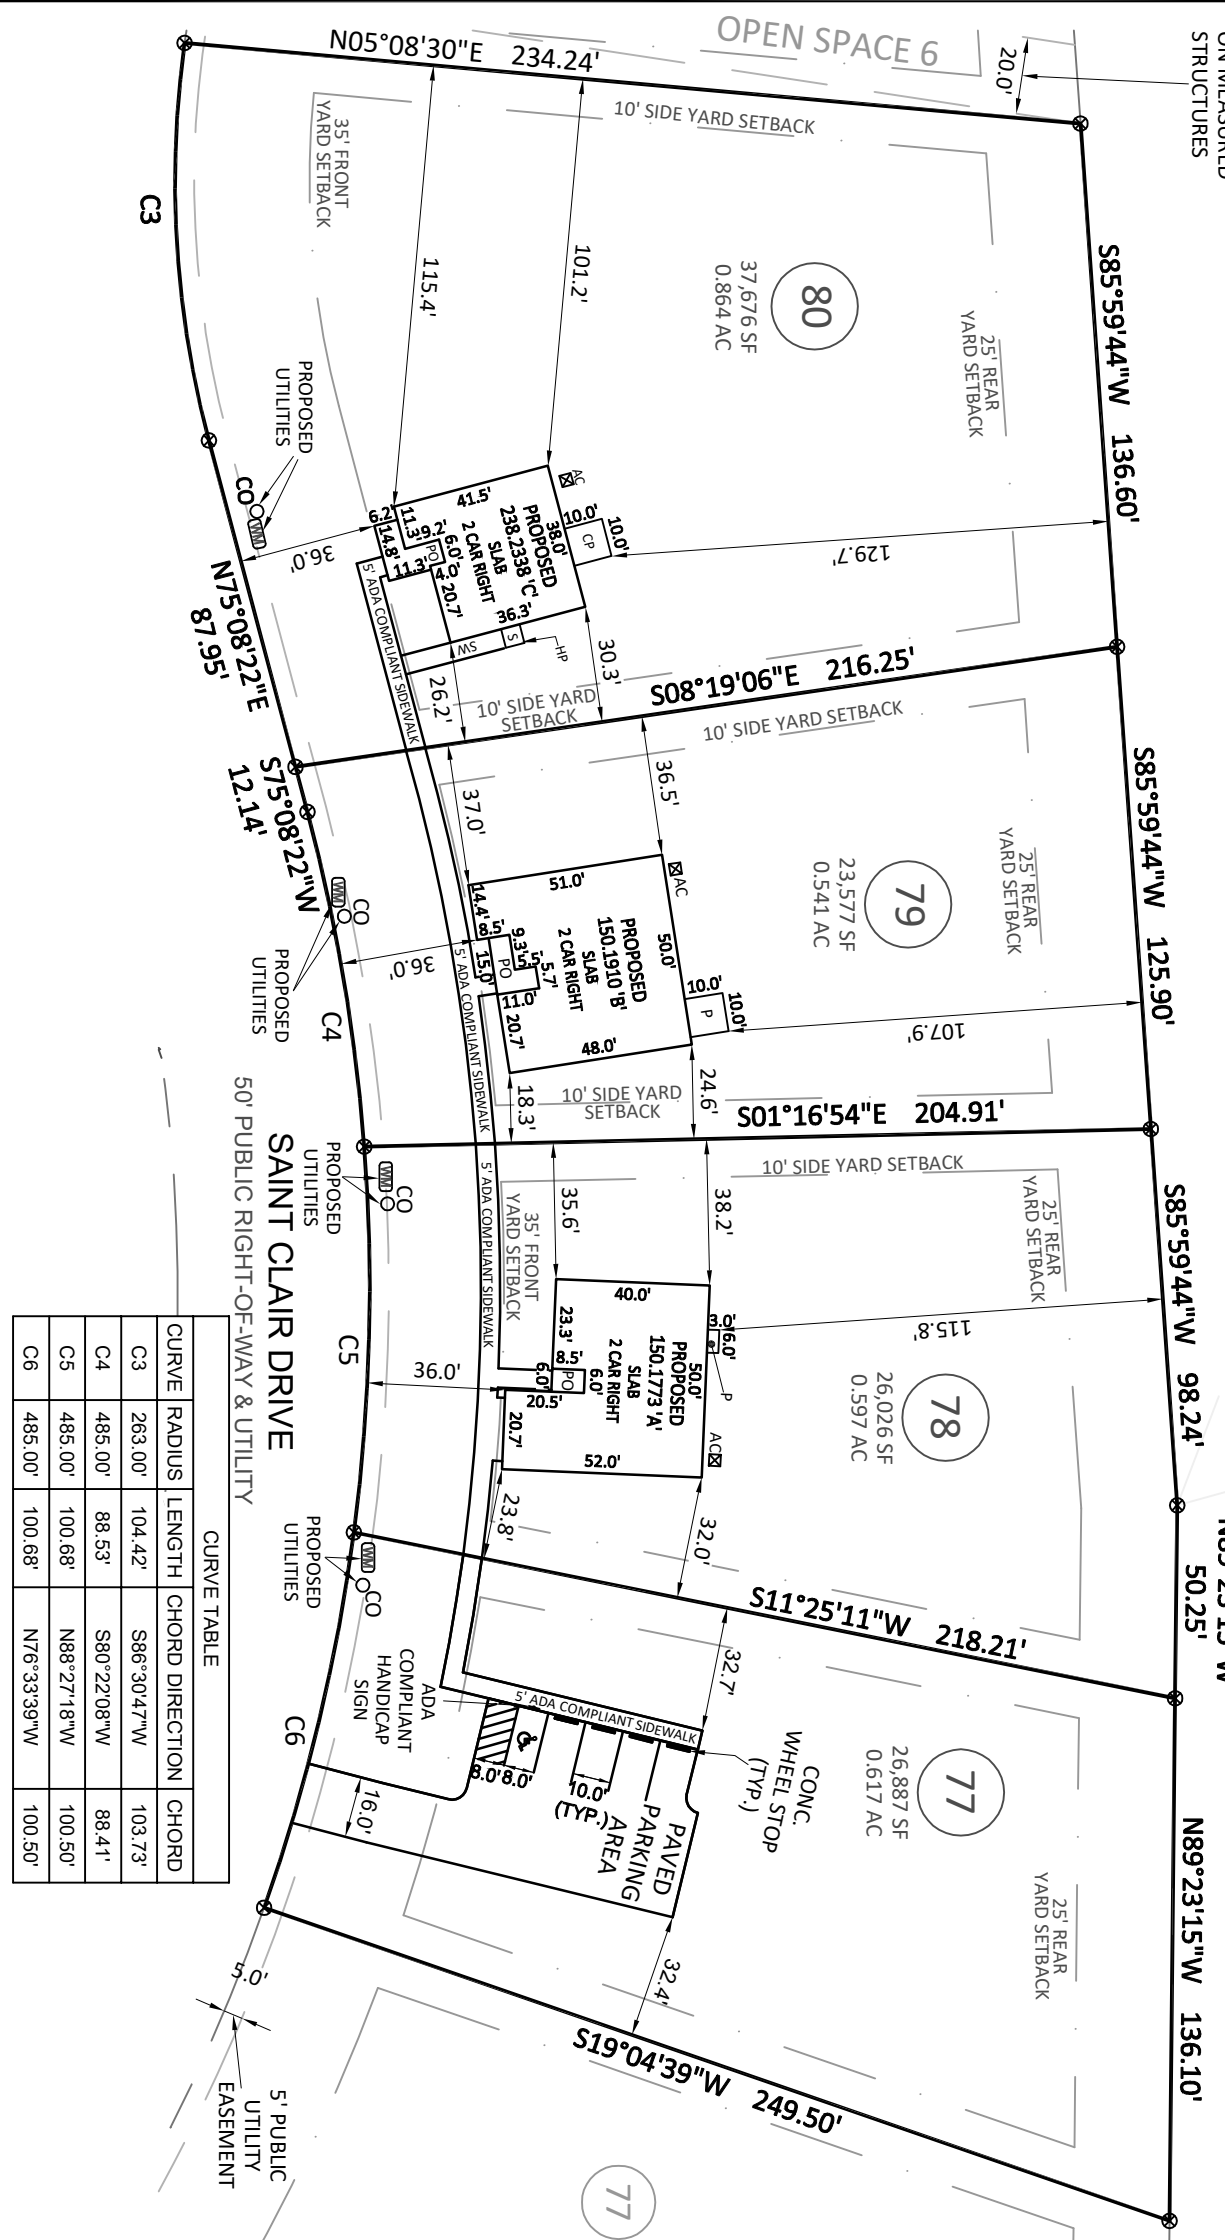 ON MEASURED
STRUCTURES
20.0'
OPEN SPACE 6
N05°08'30"E 234.24'
10' SIDE YARD SETBACK
35' FRONT
YARD SETBACK
C3
115.4'
101.2'
80
37,676 SF
0.864 AC
25' REAR
YARD SETBACK
S85°59'44"W 136.60'
PROPOSED
UTILITIES
CO
WM
36.0'
N75°08'22"E
87.95'
AC
41.5'
38.0'
10.0'
10.0'
CP
129.7'
PROPOSED
238.2338 'C'
SLAB
2 CAR RIGHT
6.2'
11.3'
9.2'
6.0'
PO
14.8'
11.3'
4.0'
20.7'
36.3'
SW
S
HP
5' ADA COMPLIANT SIDEWALK
30.3'
26.2'
10' SIDE YARD
SETBACK
S08°19'06"E 216.25'
10' SIDE YARD SETBACK
S75°08'22"W
12.14'
37.0'
36.5'
79
23,577 SF
0.541 AC
25' REAR
YARD SETBACK
S85°59'44"W 125.90'
WM
CO
PROPOSED
UTILITIES
36.0'
C4
AC
51.0'
50.0'
10.0'
10.0'
P
107.9'
PROPOSED
150.1910 'B'
SLAB
2 CAR RIGHT
14.4'
8.5'
9.3'
5.5'
5.7'
15.0'
PO
11.0'
20.7'
48.0'
5' ADA COMPLIANT SIDEWALK
24.6'
18.3'
10' SIDE YARD
SETBACK
S01°16'54"E 204.91'
10' SIDE YARD SETBACK
50' PUBLIC RIGHT-OF-WAY & UTILITY
SAINT CLAIR DRIVE
PROPOSED
UTILITIES
WM
CO
5' ADA COMPLIANT SIDEWALK
35' FRONT
YARD SETBACK
35.6'
38.2'
25' REAR
YARD SETBACK
S85°59'44"W 98.24'
C5
36.0'
40.0'
3.0'
6.0'
P
115.8'
50.0'
PROPOSED
150.1773 'A'
SLAB
2 CAR RIGHT
23.3'
8.5'
6.0'
PO
6.0'
20.5'
20.7'
52.0'
AC
78
26,026 SF
0.597 AC
23.8'
32.0'
S11°25'11"W 218.21'
50.25'
PROPOSED
UTILITIES
WM
CO
ADA
COMPLIANT
HANDICAP
SIGN
C6
16.0'
5' ADA COMPLIANT SIDEWALK
32.7'
CONC.
WHEEL STOP
(TYP.)
8.0'
8.0'
10.0'
(TYP.)
PAVED
PARKING
AREA
77
26,887 SF
0.617 AC
25' REAR
YARD SETBACK
N89°23'15"W 136.10'
32.4'
S19°04'39"W 249.50'
5.0'
5' PUBLIC
UTILITY
EASEMENT
77
CURVE TABLE
CURVE RADIUS LENGTH CHORD DIRECTION CHORD
C3 263.00' 104.42' S86°30'47"W 103.73'
C4 485.00' 88.53' S80°22'08"W 88.41'
C5 485.00' 100.68' N88°27'18"W 100.50'
C6 485.00' 100.68' N76°33'39"W 100.50'